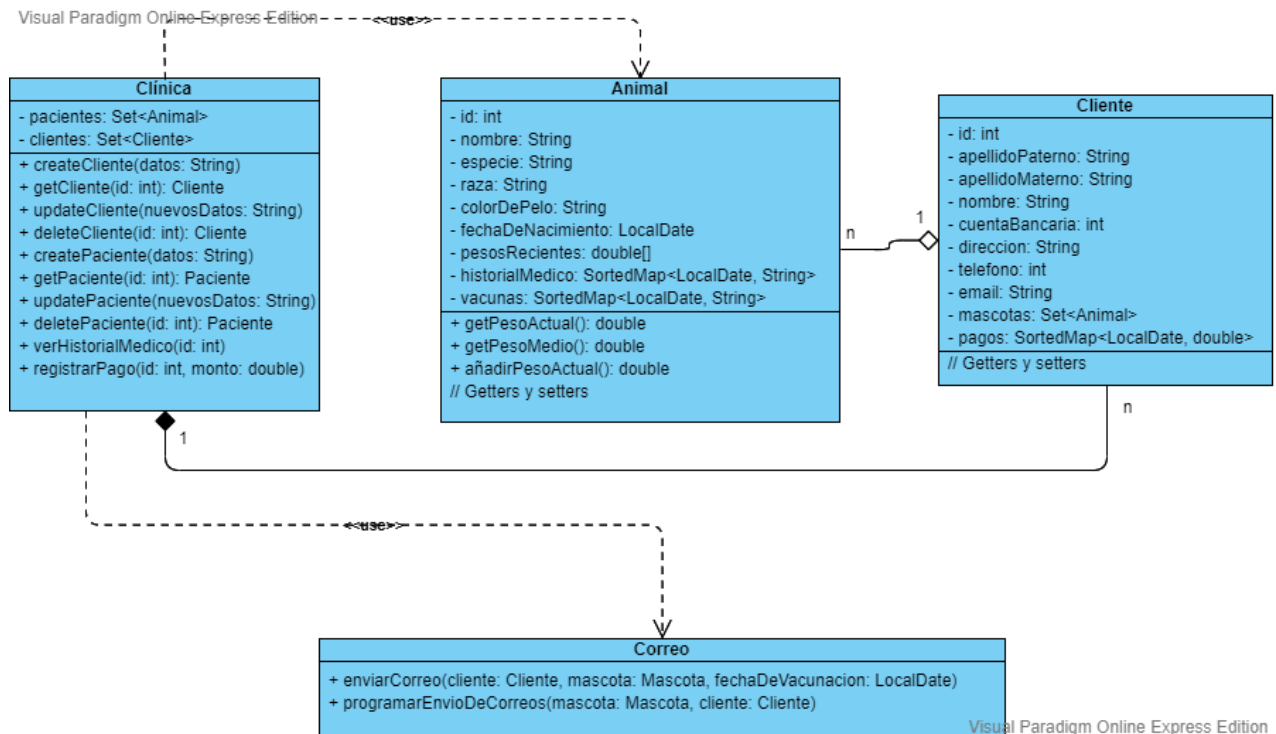 Visual Paradigm Online Express Edition
<<use>>
Clínica
- pacientes: Set<Animal>
- clientes: Set<Cliente>
+ createCliente(datos: String)
+ getCliente(id: int): Cliente
+ updateCliente(nuevosDatos: String)
+ deleteCliente(id: int): Cliente
+ createPaciente(datos: String)
+ getPaciente(id: int): Paciente
+ updatePaciente(nuevosDatos: String)
+ deletePaciente(id: int): Paciente
+ verHistorialMedico(id: int)
+ registrarPago(id: int, monto: double)
Animal
- id: int
- nombre: String
- especie: String
- raza: String
- colorDePelo: String
- fechaDeNacimiento: LocalDate
- pesosRecientes: double[]
- historialMedico: SortedMap<LocalDate, String>
- vacunas: SortedMap<LocalDate, String>
+ getPesoActual(): double
+ getPesoMedio(): double
+ añadirPesoActual(): double
// Getters y setters
n
1
Cliente
- id: int
- apellidoPaterno: String
- apellidoMaterno: String
- nombre: String
- cuentaBancaria: int
- direccion: String
- telefono: int
- email: String
- mascotas: Set<Animal>
- pagos: SortedMap<LocalDate, double>
// Getters y setters
n
1
<<use>>
Correo
+ enviarCorreo(cliente: Cliente, mascota: Mascota, fechaDeVacunacion: LocalDate)
+ programarEnvioDeCorreos(mascota: Mascota, cliente: Cliente)
Visual Paradigm Online Express Edition